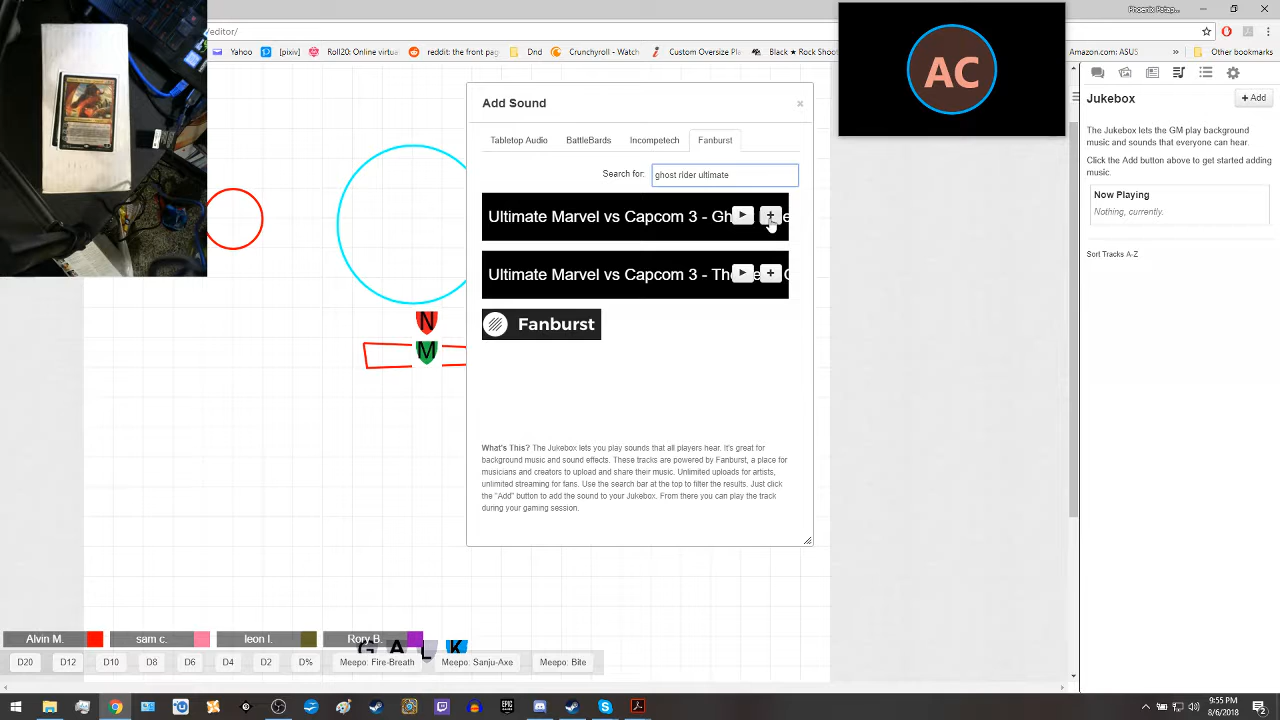 editor/
Yahoo
[pixiv]
Roll20: Online virtu
reddit: the front pag
Dnd
Crunchyroll - Watch
Custom Oversize Pl
Black ★ Rock Shoo
Amazon.com: ASUS
Other bookmarks
AC
Add Sound
×
Tabletop Audio
BattleBards
Incompetech
Fanburst
Search for:
ghost rider ultimate
Ultimate Marvel vs Capcom 3 - Gh
Ultimate Marvel vs Capcom 3 - Th
Fanburst
What's This? The Jukebox lets you play sounds that all players hear. It's great for
background music and sound effects. These tracks are powered by Fanburst, a place for
musicians and creators to upload and share their music. Unlimited uploads for artists,
unlimited streaming for fans. Use the search bar at the top to filter the results. Just click
the "Add" button to add the sound to your Jukebox. From there you can play the track
during your gaming session.
Jukebox
+ Add
The Jukebox lets the GM play background
music and sounds that everyone can hear.
Click the Add button above to get started adding
music.
Now Playing
Nothing, currently.
Sort Tracks A-Z
N
M
G A L K
Alvin M.
sam c.
leon l.
Rory B.
D20
D12
D10
D8
D6
D4
D2
D%
Meepo: Fire-Breath
Meepo: Sanju-Axe
Meepo: Bite
9:55 PM
8/6/2018